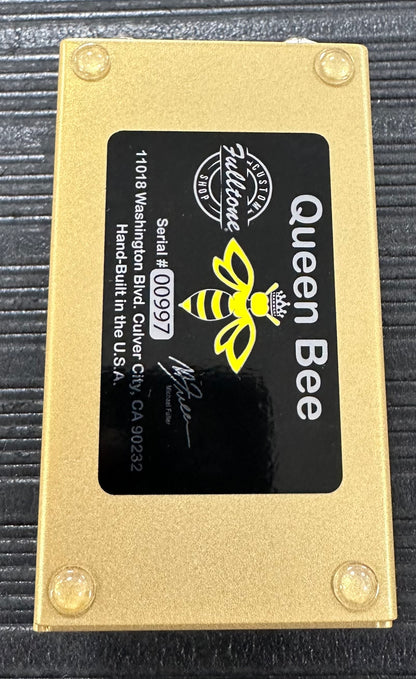 Queen Bee
CUSTOM
Fulltone
SHOP
Serial # 00997
Michael Fuller
11018 Washington Blvd. Culver City, CA 90232
Hand-Built in the U.S.A.